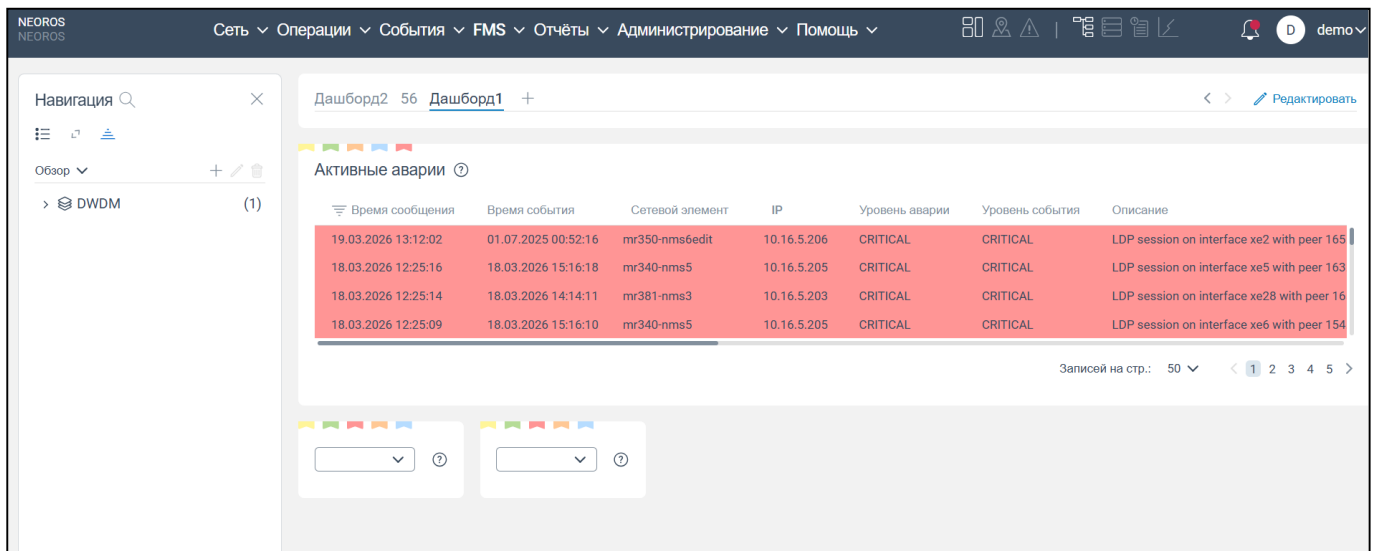 NEOROS
NEOROS
Сеть Операции События FMS Отчёты Администрирование Помощь
D demo
Навигация
Дашборд2 56 Дашборд1 +
Редактировать
Обзор
DWDM (1)
Активные аварии
Время сообщения Время события Сетевой элемент IP Уровень аварии Уровень события Описание
19.03.2026 13:12:02 01.07.2025 00:52:16 mr350-nms6edit 10.16.5.206 CRITICAL CRITICAL LDP session on interface xe2 with peer 165
18.03.2026 12:25:16 18.03.2026 15:16:18 mr340-nms5 10.16.5.205 CRITICAL CRITICAL LDP session on interface xe5 with peer 163
18.03.2026 12:25:14 18.03.2026 14:14:11 mr381-nms3 10.16.5.203 CRITICAL CRITICAL LDP session on interface xe28 with peer 16
18.03.2026 12:25:09 18.03.2026 15:16:10 mr340-nms5 10.16.5.205 CRITICAL CRITICAL LDP session on interface xe6 with peer 154
Записей на стр.: 50 < 1 2 3 4 5 >